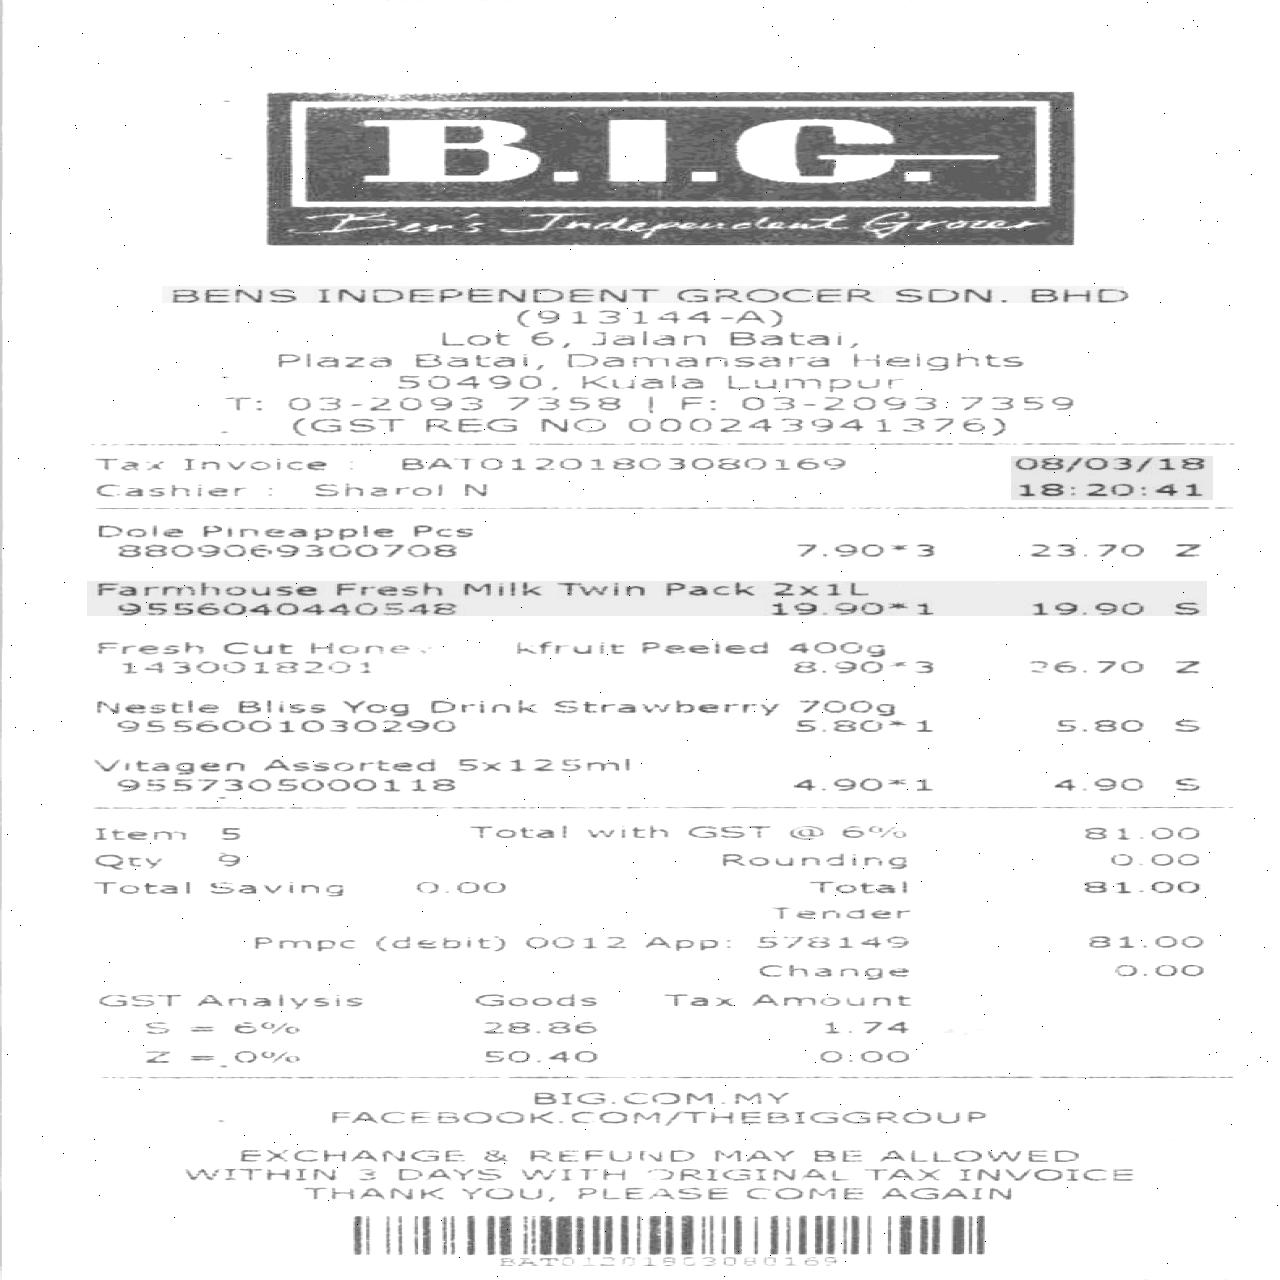 B.I.G.
Ben's Independent Grocer
BENS INDEPENDENT GROCER SDN. BHD
(913144-A)
Lot 6, Jalan Batai,
Plaza Batai, Damansara Heights
50490, Kuala Lumpur
T: 03-2093 7358 | F: 03-2093 7359
(GST REG NO 000243941376)
Tax Invoice : BAT01201803080169 08/03/18
Cashier : Sharol N 18:20:41
Dole Pineapple Pcs
8809069300708 7.90*3 23.70 Z
Farmhouse Fresh Milk Twin Pack 2x1L
9556040440548 19.90*1 19.90 S
Fresh Cut Peeled 400g
1430018201 8.90*3 26.70 Z
Nestle Bliss Yog Drink Strawberry 700g
9556001030290 5.80*1 5.80 S
Vitagen Assorted 5x125ml
9557305000118 4.90*1 4.90 S
Item 5 Total with GST @ 6% 81.00
Qty 9 Rounding 0.00
Total Saving 0.00 Total 81.00
Tender
Pmpc (debit) 0012 App: 578149 81.00
Change 0.00
GST Analysis Goods Tax Amount
S = 6% 28.86 1.74
Z = 0% 50.40 0.00
BIG.COM.MY
FACEBOOK.COM/THEBIGGROUP
EXCHANGE & REFUND MAY BE ALLOWED
WITHIN 3 DAYS WITH ORIGINAL TAX INVOICE
THANK YOU, PLEASE COME AGAIN
BAT01201803080169